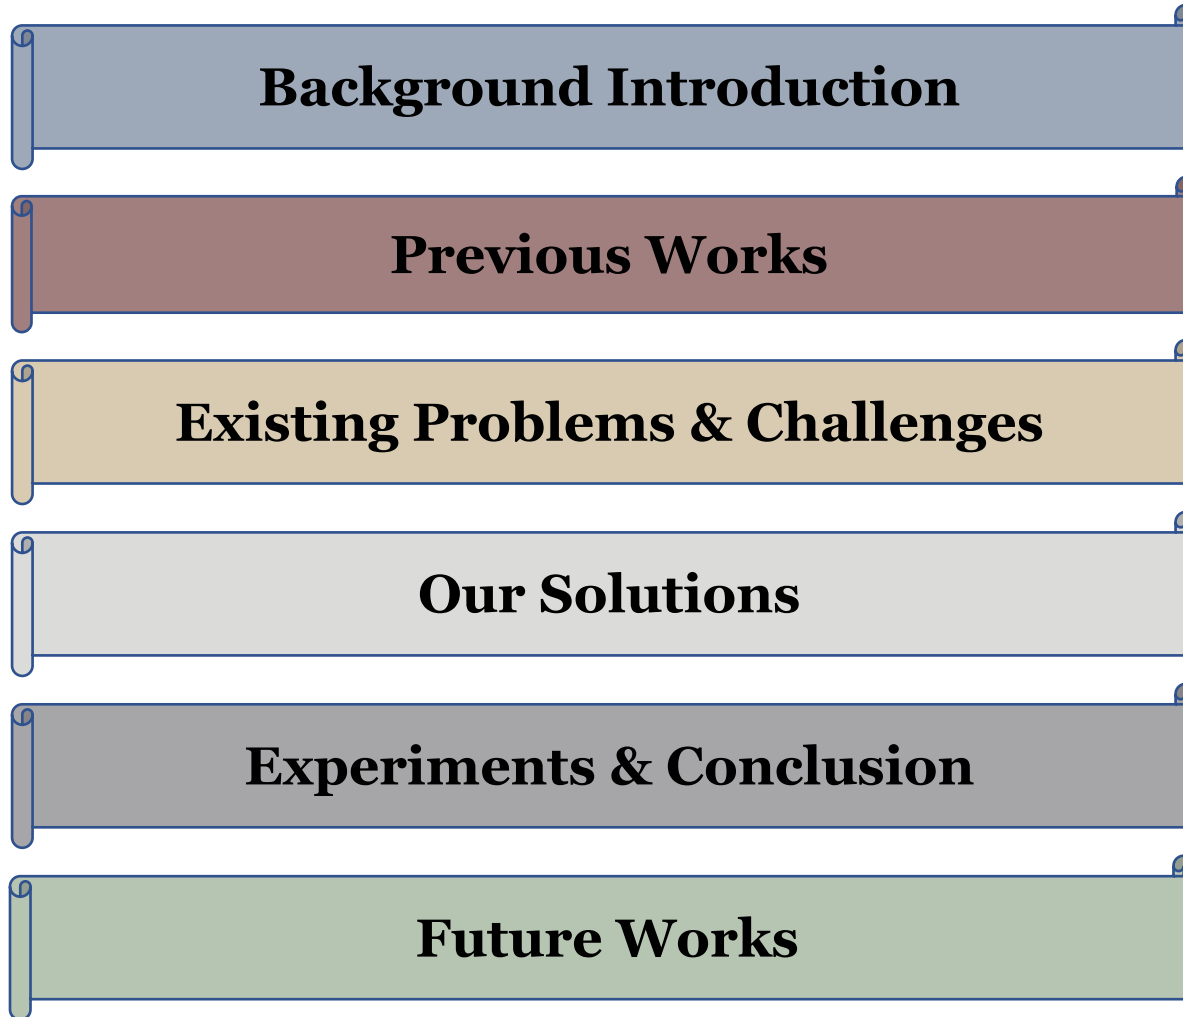 Background Introduction
Previous Works
Existing Problems & Challenges
Our Solutions
Experiments & Conclusion
Future Works